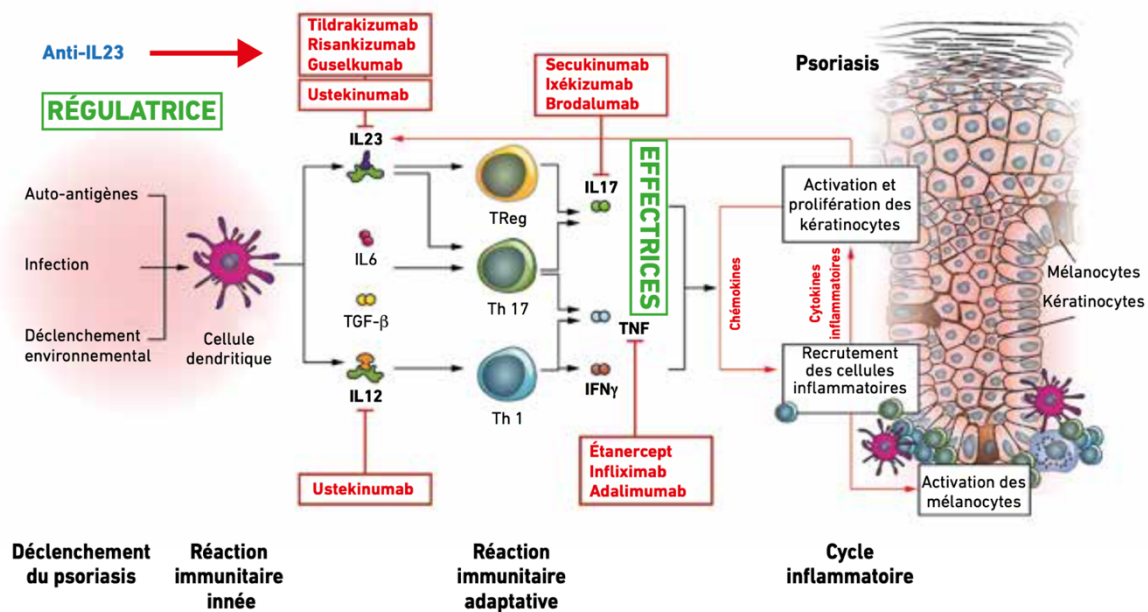 Anti-IL23
Tildrakizumab
Risankizumab
Guselkumab
Ustekinumab
RÉGULATRICE
IL23
Secukinumab
Ixékizumab
Brodalumab
Psoriasis
EFFECTRICES
Auto-antigènes
Infection
Déclenchement
environnemental
Cellule
dendritique
IL6
TGF-β
IL12
TReg
Th 17
Th 1
IL17
TNF
IFNγ
Ustekinumab
Étanercept
Infliximab
Adalimumab
Chémokines
Cytokines
inflammatoires
Activation et
prolifération des
kératinocytes
Recrutement
des cellules
inflammatoires
Activation des
mélanocytes
Mélanocytes
Kératinocytes
Déclenchement
du psoriasis
Réaction
immunitaire
innée
Réaction
immunitaire
adaptative
Cycle
inflammatoire